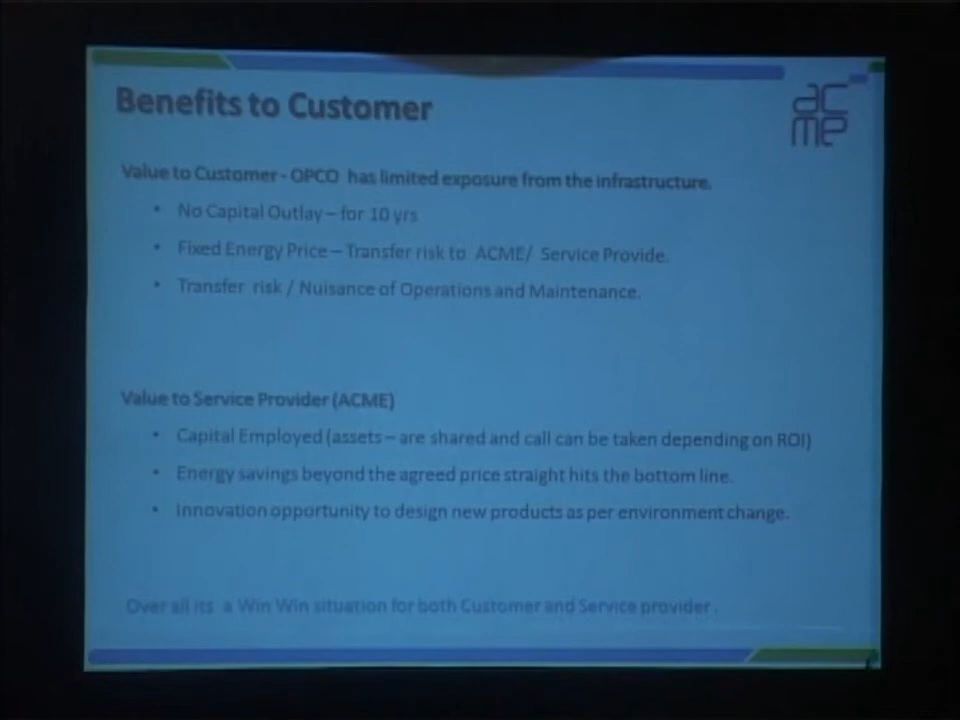 Benefits to Customer
ac
me
Value to Customer - OPCO has limited exposure from the infrastructure.
• No Capital Outlay – for 10 yrs
• Fixed Energy Price – Transfer risk to ACME/ Service Provide.
• Transfer risk / Nuisance of Operations and Maintenance.
Value to Service Provider (ACME)
• Capital Employed (assets – are shared and call can be taken depending on ROI)
• Energy savings beyond the agreed price straight hits the bottom line.
• Innovation opportunity to design new products as per environment change.
Over all its a Win Win situation for both Customer and Service provider.